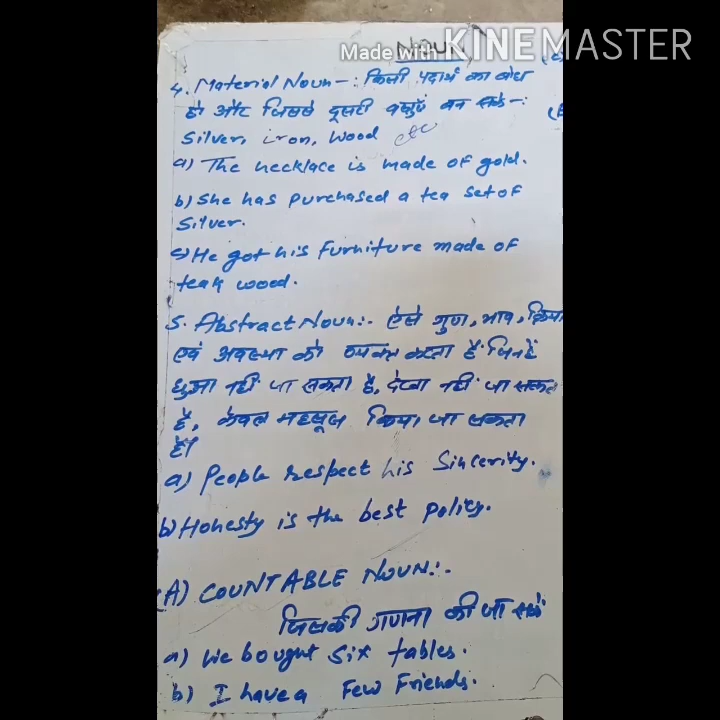 NOUN
Made with KINEMASTER
4. Material Noun-: किसी पदार्थ का बोध
हो और जिससे दूसरी वस्तुएं बन सकें-:
Silver, iron, wood etc
a) The necklace is made of gold.
b) She has purchased a tea set of
Silver.
c) He got his furniture made of
teak wood.
5. Abstract Noun:- ऐसे गुण, भाव, क्रिया
एवं अवस्था को व्यक्त करता है जिन्हें
छुआ नहीं जा सकता है, देखा नहीं जा सकता
है, केवल महसूस किया जा सकता
है।
a) People respect his Sincerity.
b) Honesty is the best policy.
(A) COUNTABLE NOUN:-
जिसकी गणना की जा सके
a) We bought Six tables.
b) I have a Few Friends.